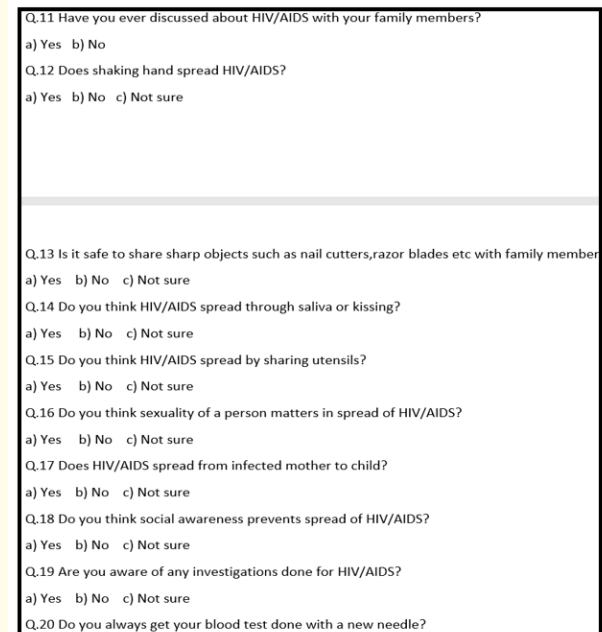 Q.11 Have you ever discussed about HIV/AIDS with your family members?
a) Yes b) No
Q.12 Does shaking hand spread HIV/AIDS?
a) Yes b) No c) Not sure
Q.13 Is it safe to share sharp objects such as nail cutters,razor blades etc with family member
a) Yes b) No c) Not sure
Q.14 Do you think HIV/AIDS spread through saliva or kissing?
a) Yes b) No c) Not sure
Q.15 Do you think HIV/AIDS spread by sharing utensils?
a) Yes b) No c) Not sure
Q.16 Do you think sexuality of a person matters in spread of HIV/AIDS?
a) Yes b) No c) Not sure
Q.17 Does HIV/AIDS spread from infected mother to child?
a) Yes b) No c) Not sure
Q.18 Do you think social awareness prevents spread of HIV/AIDS?
a) Yes b) No c) Not sure
Q.19 Are you aware of any investigations done for HIV/AIDS?
a) Yes b) No c) Not sure
Q.20 Do you always get your blood test done with a new needle?